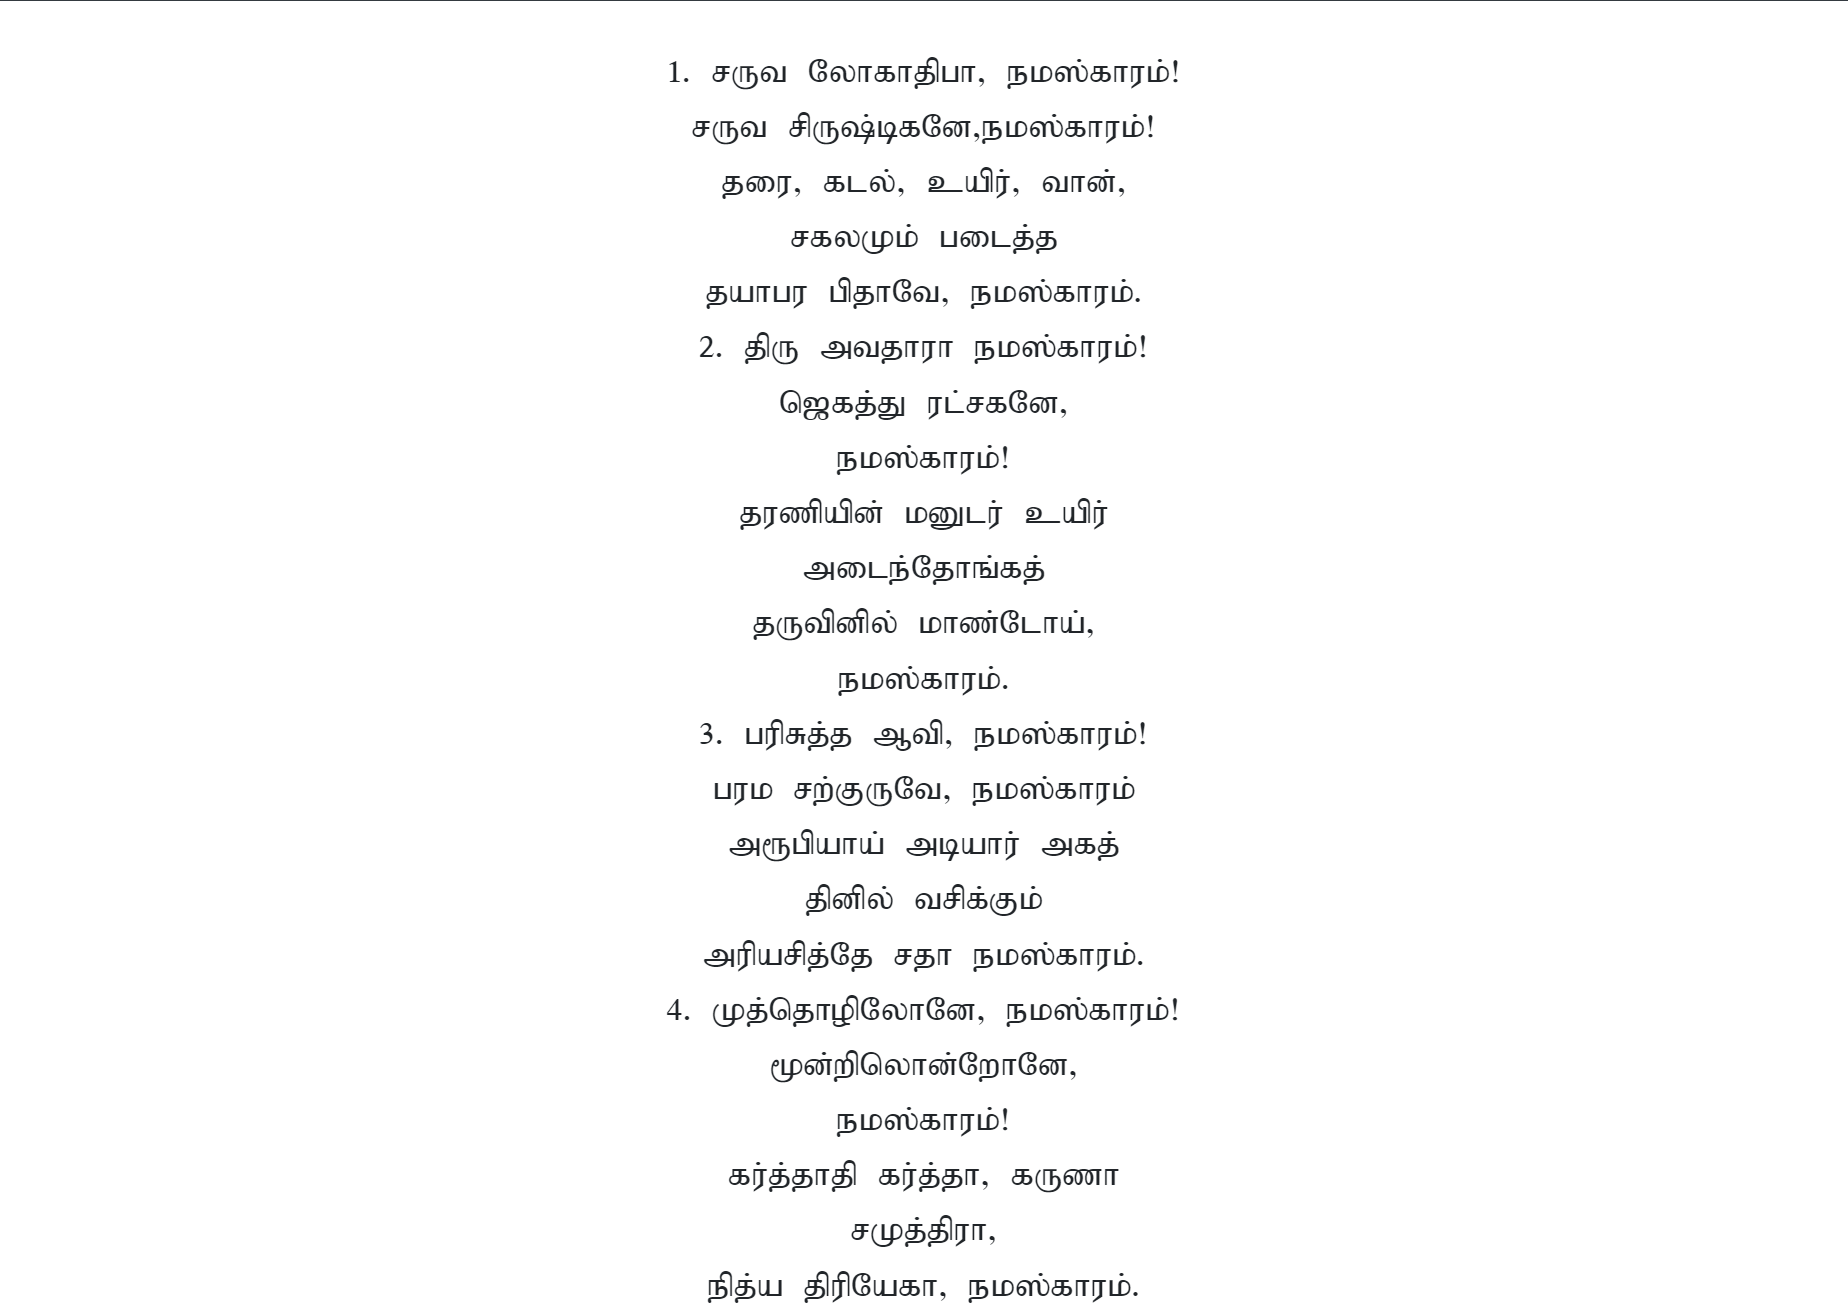 1. சருவ லோகாதிபா, நமஸ்காரம்!
சருவ சிருஷ்டிகனே,நமஸ்காரம்!
தரை, கடல், உயிர், வான்,
சகலமும் படைத்த
தயாபர பிதாவே, நமஸ்காரம்.
2. திரு அவதாரா நமஸ்காரம்!
ஜெகத்து ரட்சகனே,
நமஸ்காரம்!
தரணியின் மனுடர் உயிர்
அடைந்தோங்கத்
தருவினில் மாண்டோய்,
நமஸ்காரம்.
3. பரிசுத்த ஆவி, நமஸ்காரம்!
பரம சற்குருவே, நமஸ்காரம்
அரூபியாய் அடியார் அகத்
தினில் வசிக்கும்
அரியசித்தே சதா நமஸ்காரம்.
4. முத்தொழிலோனே, நமஸ்காரம்!
மூன்றிலொன்றோனே,
நமஸ்காரம்!
கர்த்தாதி கர்த்தா, கருணா
சமுத்திரா,
நித்ய திரியேகா, நமஸ்காரம்.